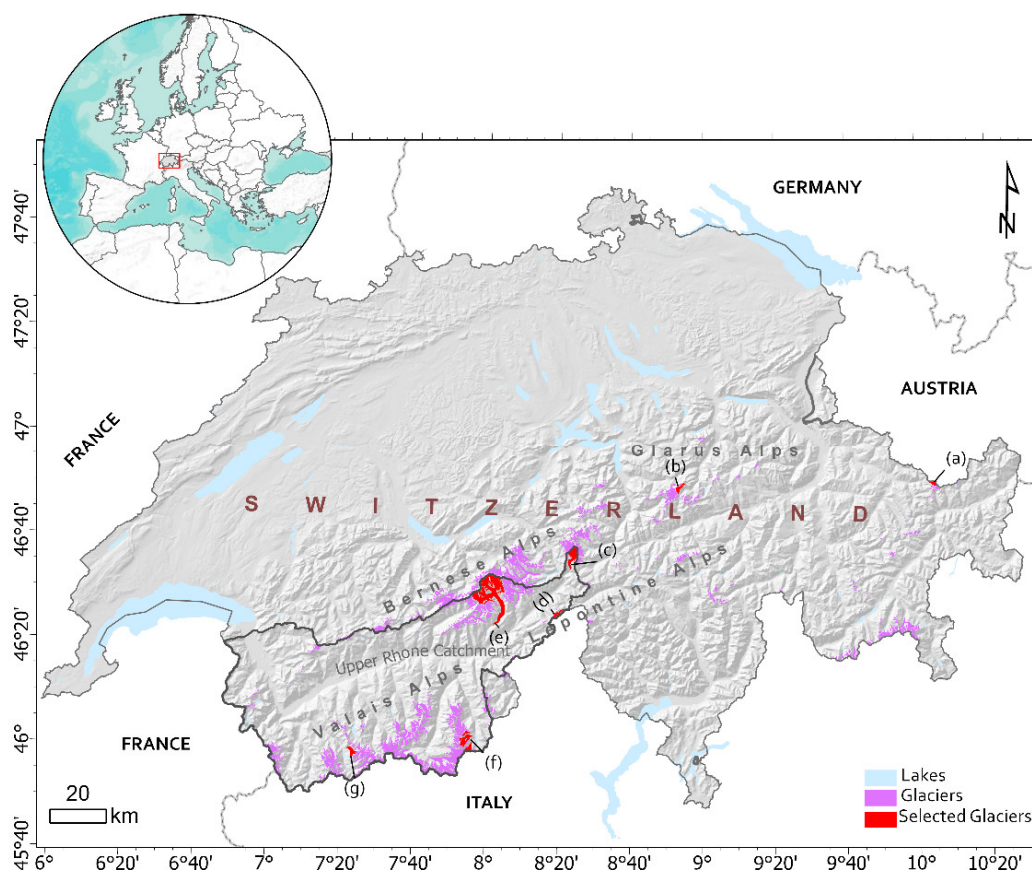 GERMANY
N
47°40'
47°20'
AUSTRIA
FRANCE
47°
Glarus Alps
(b)
(a)
SWITZERLAND
46°40'
(c)
Bernese Alps
Lepontine Alps
(d)
(e)
46°20'
Upper Rhone Catchment
Valais Alps
46°
FRANCE
(f)
(g)
ITALY
Lakes
Glaciers
Selected Glaciers
20
km
45°40'
6° 6°20' 6°40' 7° 7°20' 7°40' 8° 8°20' 8°40' 9° 9°20' 9°40' 10° 10°20'